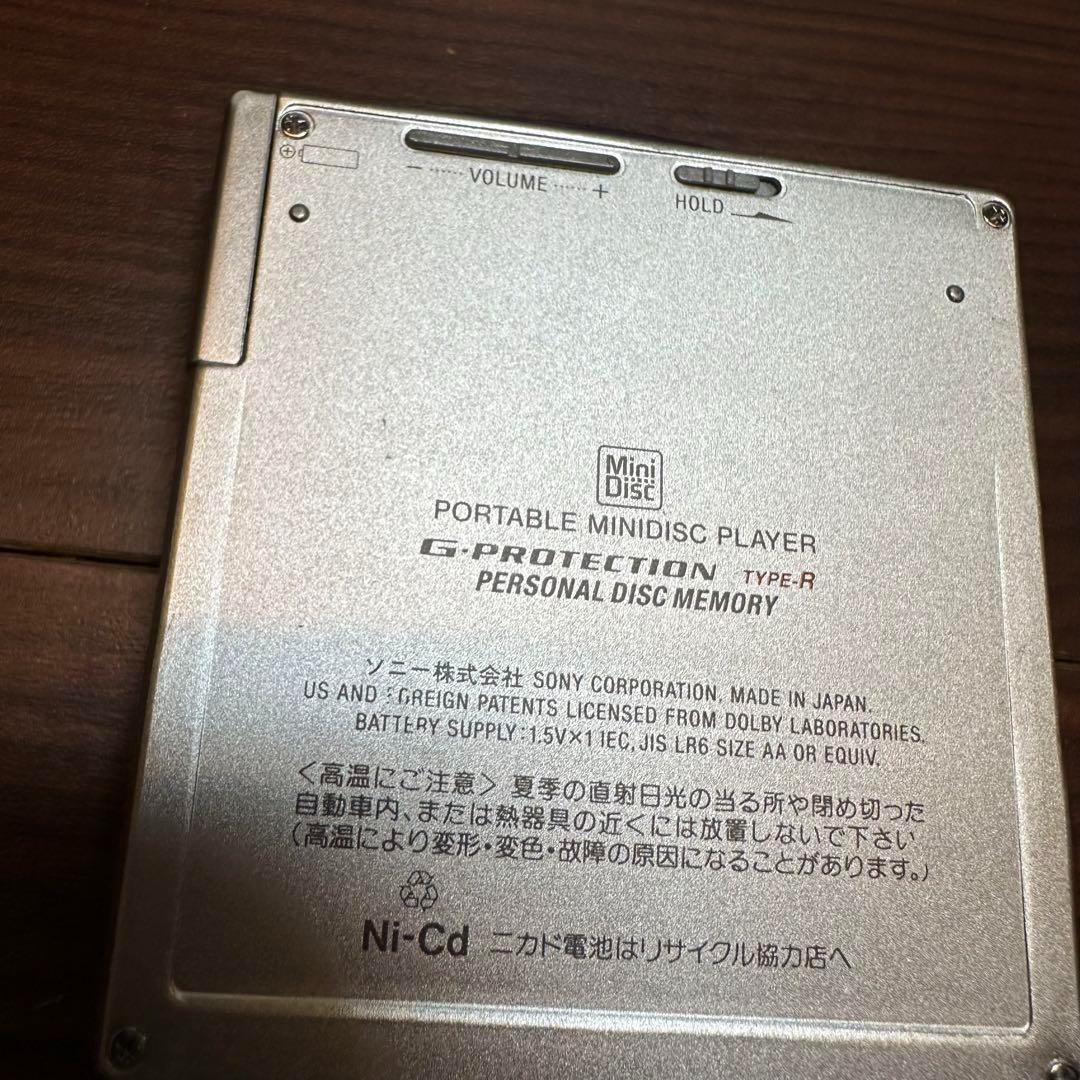 ⊕
− ······ VOLUME ······ +
HOLD
Mini
Disc
PORTABLE MINIDISC PLAYER
G·PROTECTION TYPE-R
PERSONAL DISC MEMORY
ソニー株式会社 SONY CORPORATION. MADE IN JAPAN.
US AND FOREIGN PATENTS LICENSED FROM DOLBY LABORATORIES.
BATTERY SUPPLY:1.5V×1 IEC, JIS LR6 SIZE AA OR EQUIV.
<高温にご注意> 夏季の直射日光の当る所や閉め切った
自動車内、または熱器具の近くには放置しないで下さい
(高温により変形・変色・故障の原因になることがあります。)
Ni-Cd ニカド電池はリサイクル協力店へ